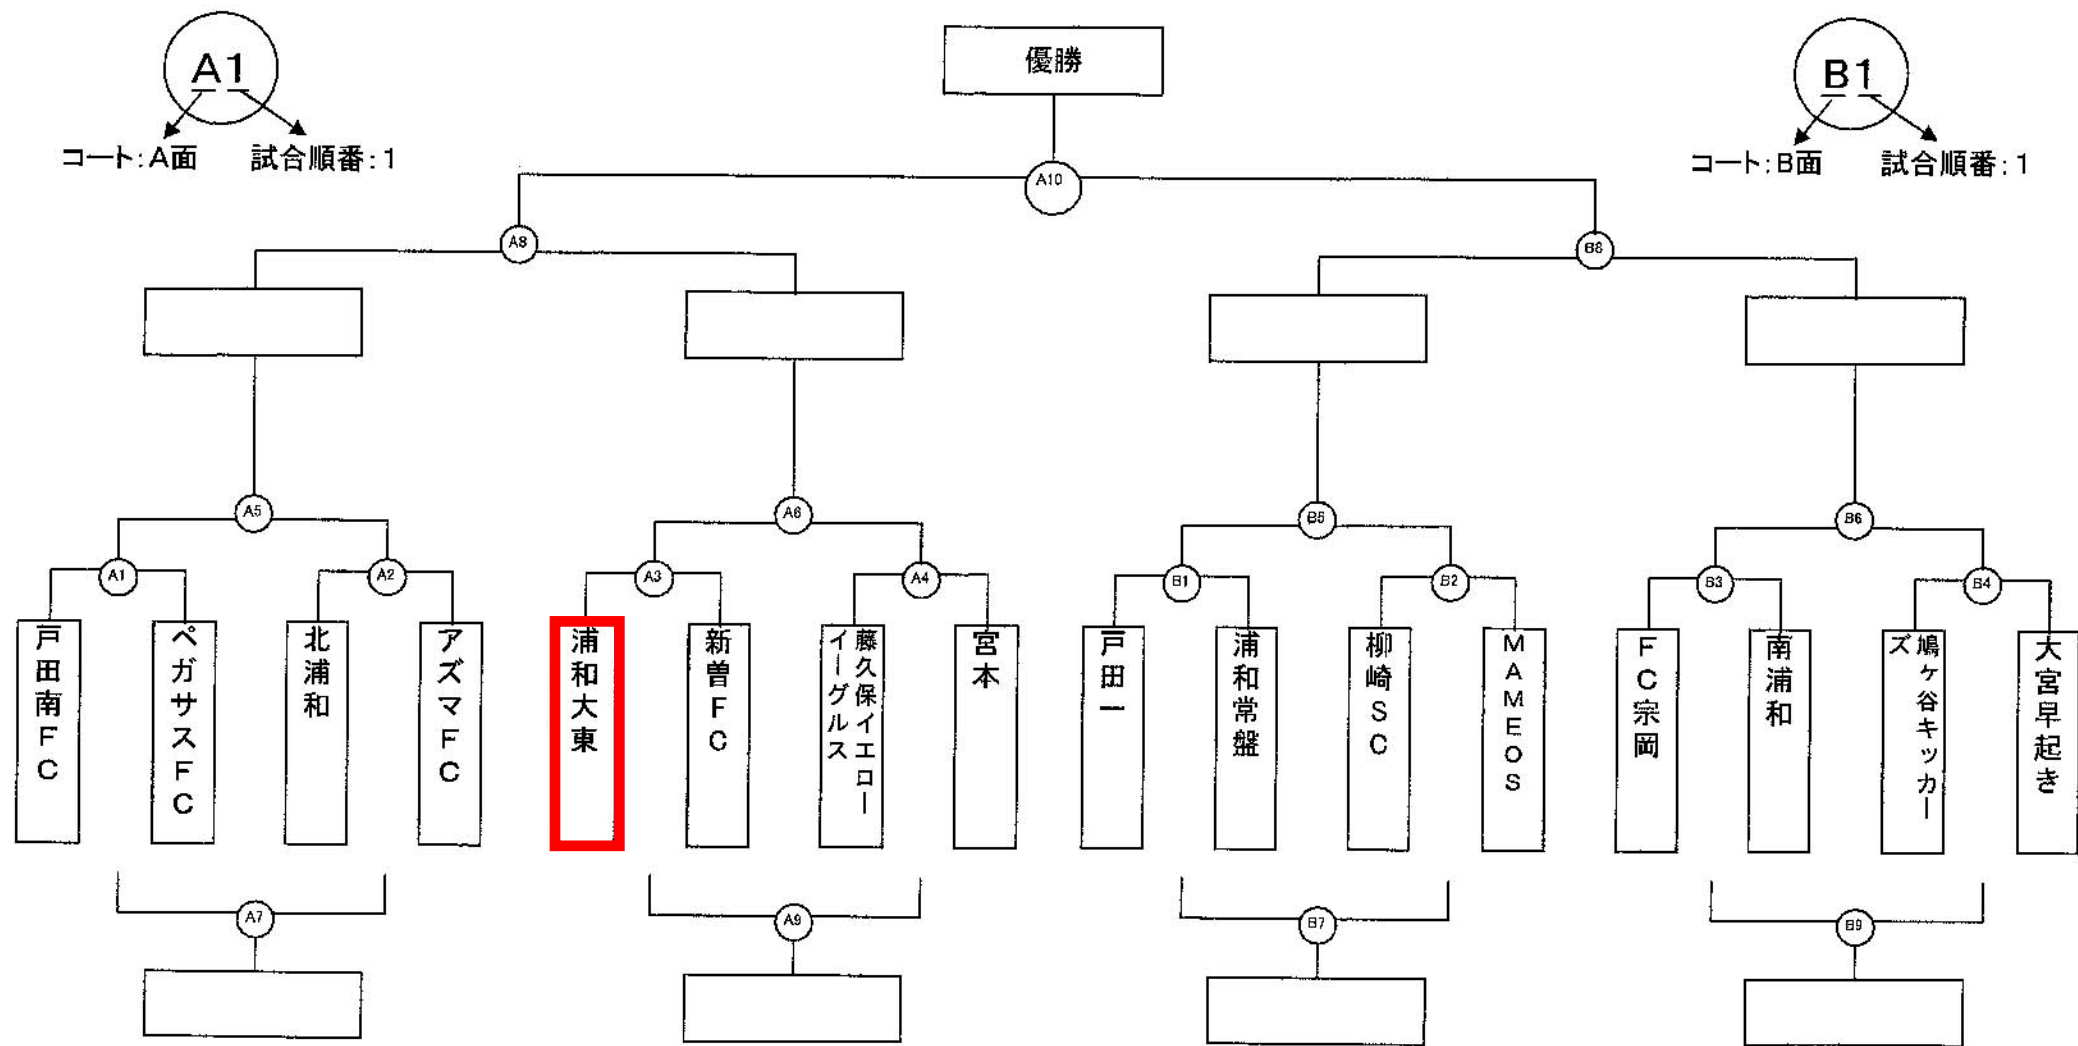 優勝
A1
コート:A面 試合順番:1
B1
コート:B面 試合順番:1
A10
A8
B8
A5
A6
B5
B6
A1
A2
A3
A4
B1
B2
B3
B4
戸田南FC
ペガサスFC
北浦和
アズマFC
浦和大東
新曽FC
藤久保イエロー
イーグルス
宮本
戸田一
浦和常盤
柳崎SC
MAMEOS
FC宗岡
南浦和
鳩ヶ谷キッカー
ズ
大宮早起き
A7
A9
B7
B9